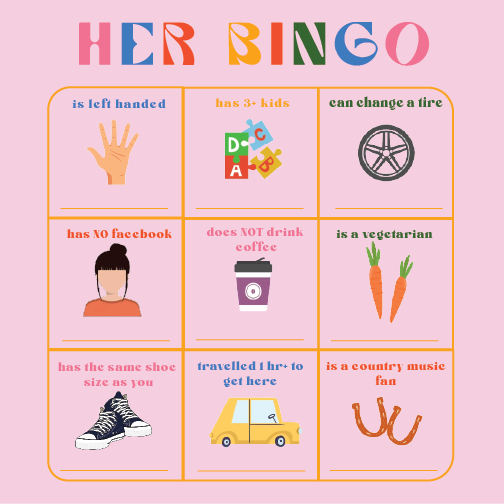 HER BINGO
is left handed
has 3+ kids
D
C
A
B
can change a tire
has NO facebook
does NOT drink
coffee
is a vegetarian
has the same shoe
size as you
travelled 1 hr+ to
get here
is a country music
fan